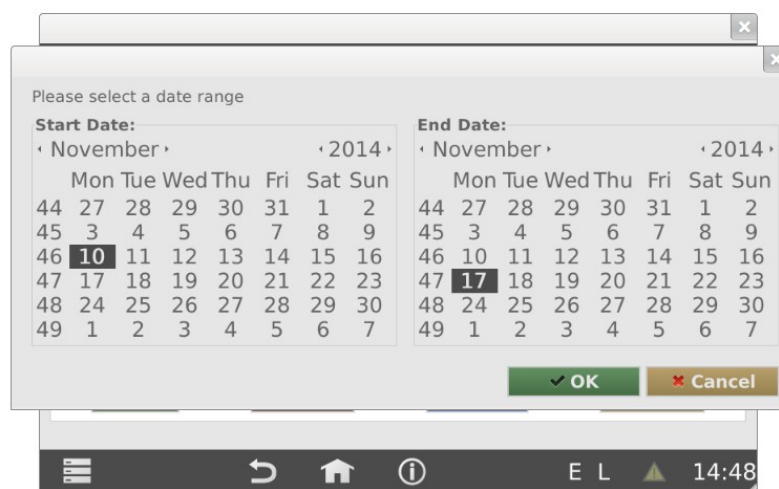 Please select a date range
Start Date: End Date:
November 2014 November 2014
Mon Tue Wed Thu Fri Sat Sun Mon Tue Wed Thu Fri Sat Sun
44 27 28 29 30 31 1 2 44 27 28 29 30 31 1 2
45 3 4 5 6 7 8 9 45 3 4 5 6 7 8 9
46 10 11 12 13 14 15 16 46 10 11 12 13 14 15 16
47 17 18 19 20 21 22 23 47 17 18 19 20 21 22 23
48 24 25 26 27 28 29 30 48 24 25 26 27 28 29 30
49 1 2 3 4 5 6 7 49 1 2 3 4 5 6 7
OK Cancel
E L 14:48